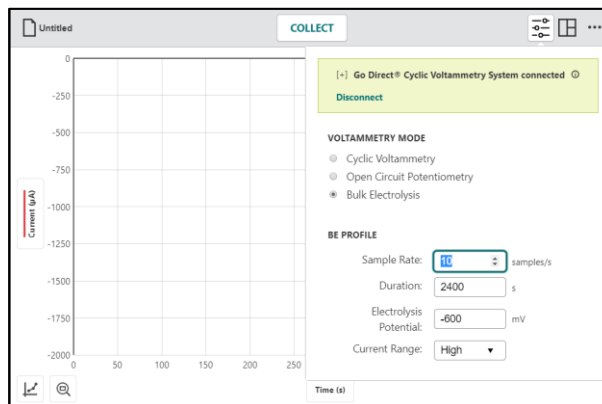 Untitled
COLLECT
[+] Go Direct® Cyclic Voltammetry System connected
Disconnect
VOLTAMMETRY MODE
Cyclic Voltammetry
Open Circuit Potentiometry
Bulk Electrolysis
BE PROFILE
Sample Rate: 10 samples/s
Duration: 2400 s
Electrolysis
Potential: -600 mV
Current Range: High
Current (µA)
0
-250
-500
-750
-1000
-1250
-1500
-1750
-2000
0 50 100 150 200 250
Time (s)